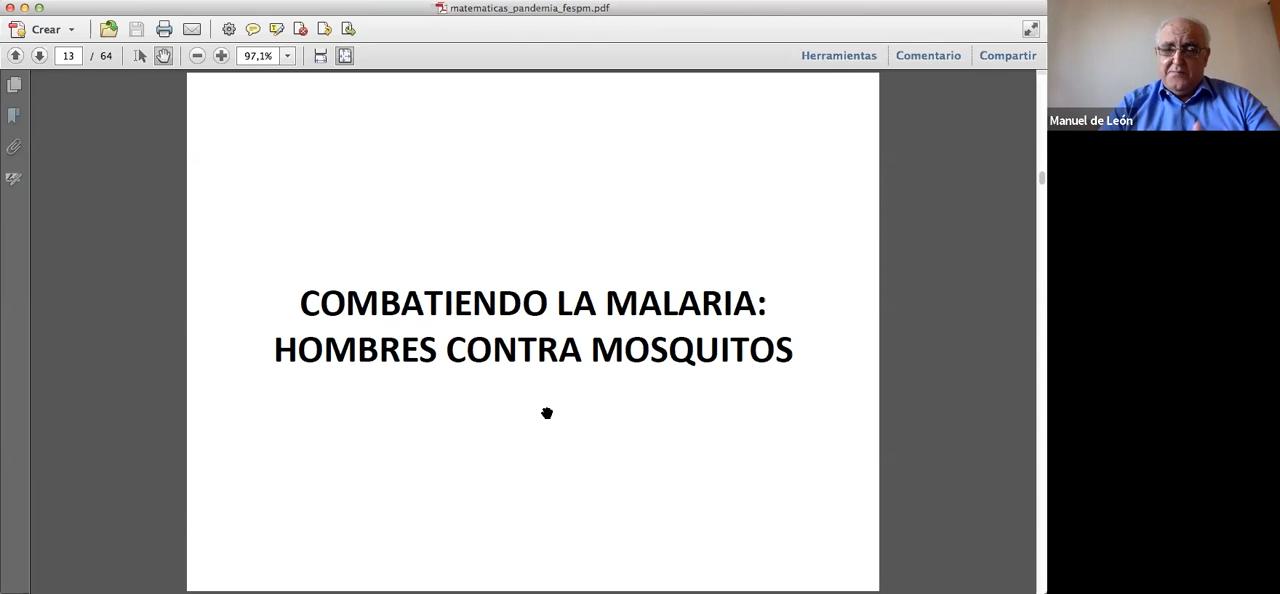 matematicas_pandemia_fespm.pdf
Crear
13 / 64
97,1%
Herramientas
Comentario
Compartir
Manuel de León
COMBATIENDO LA MALARIA:
HOMBRES CONTRA MOSQUITOS